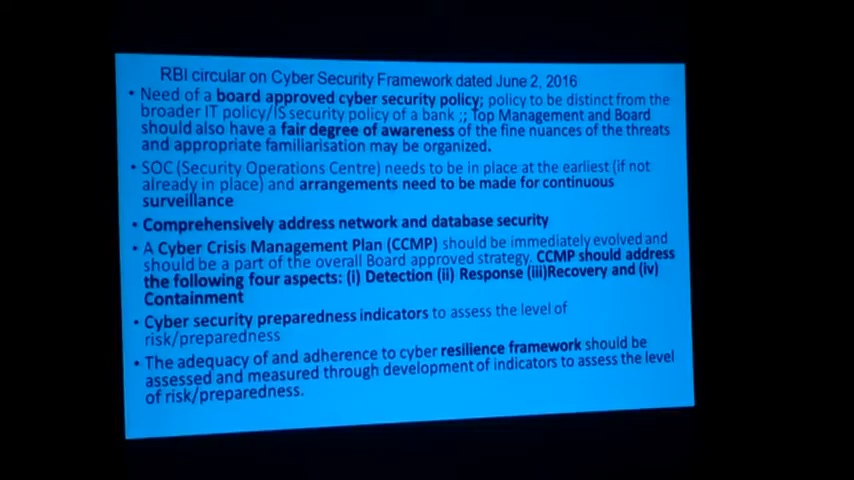 RBI circular on Cyber Security Framework dated June 2, 2016
• Need of a board approved cyber security policy; policy to be distinct from the
broader IT policy/IS security policy of a bank ;; Top Management and Board
should also have a fair degree of awareness of the fine nuances of the threats
and appropriate familiarisation may be organized.
• SOC (Security Operations Centre) needs to be in place at the earliest (if not
already in place) and arrangements need to be made for continuous
surveillance
• Comprehensively address network and database security
• A Cyber Crisis Management Plan (CCMP) should be immediately evolved and
should be a part of the overall Board approved strategy. CCMP should address
the following four aspects: (i) Detection (ii) Response (iii)Recovery and (iv)
Containment
• Cyber security preparedness indicators to assess the level of
risk/preparedness
• The adequacy of and adherence to cyber resilience framework should be
assessed and measured through development of indicators to assess the level
of risk/preparedness.